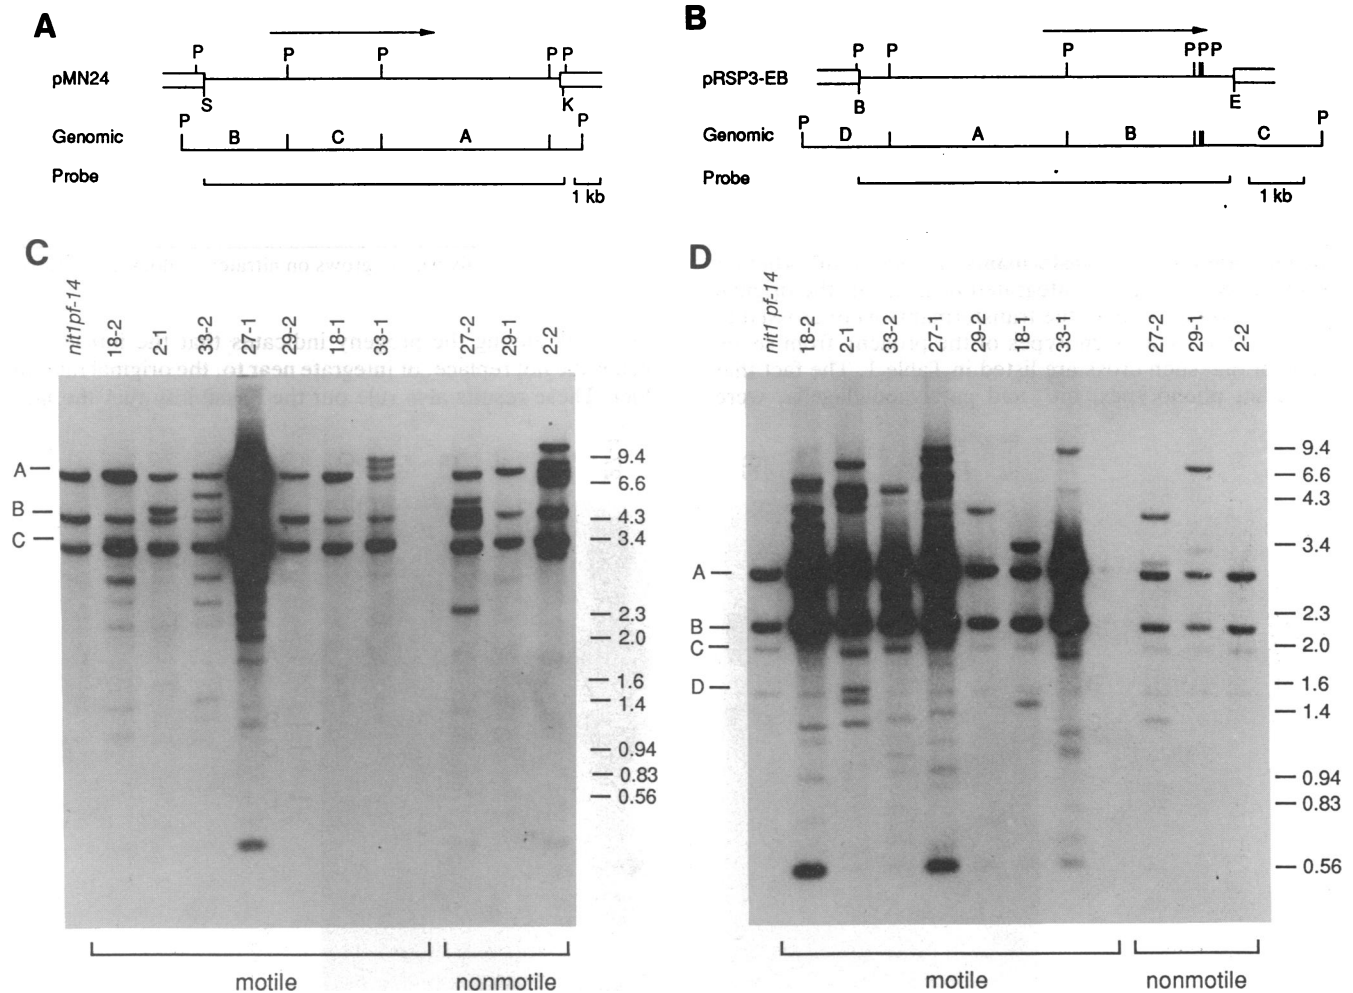 A
P P P P P
pMN24
S K
Genomic P B C A P
Probe
1 kb
B
P P P P P P
pRSP3-EB
B E
Genomic P D A B C P
Probe
1 kb
C
nit1pf-14 18-2 2-1 33-2 27-1 29-2 18-1 33-1 27-2 29-1 2-2
A
B
C
9.4
6.6
4.3
3.4
2.3
2.0
1.6
1.4
0.94
0.83
0.56
motile nonmotile
D
nit1 pf-14 18-2 2-1 33-2 27-1 29-2 18-1 33-1 27-2 29-1 2-2
A
B
C
D
9.4
6.6
4.3
3.4
2.3
2.0
1.6
1.4
0.94
0.83
0.56
motile nonmotile